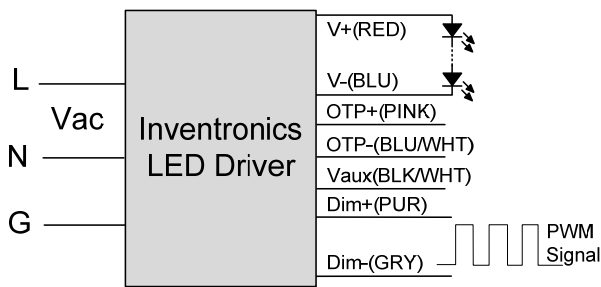 L
Vac
N
G
Inventronics
LED Driver
V+(RED)
V-(BLU)
OTP+(PINK)
OTP-(BLU/WHT)
Vaux(BLK/WHT)
Dim+(PUR)
Dim-(GRY)
PWM
Signal